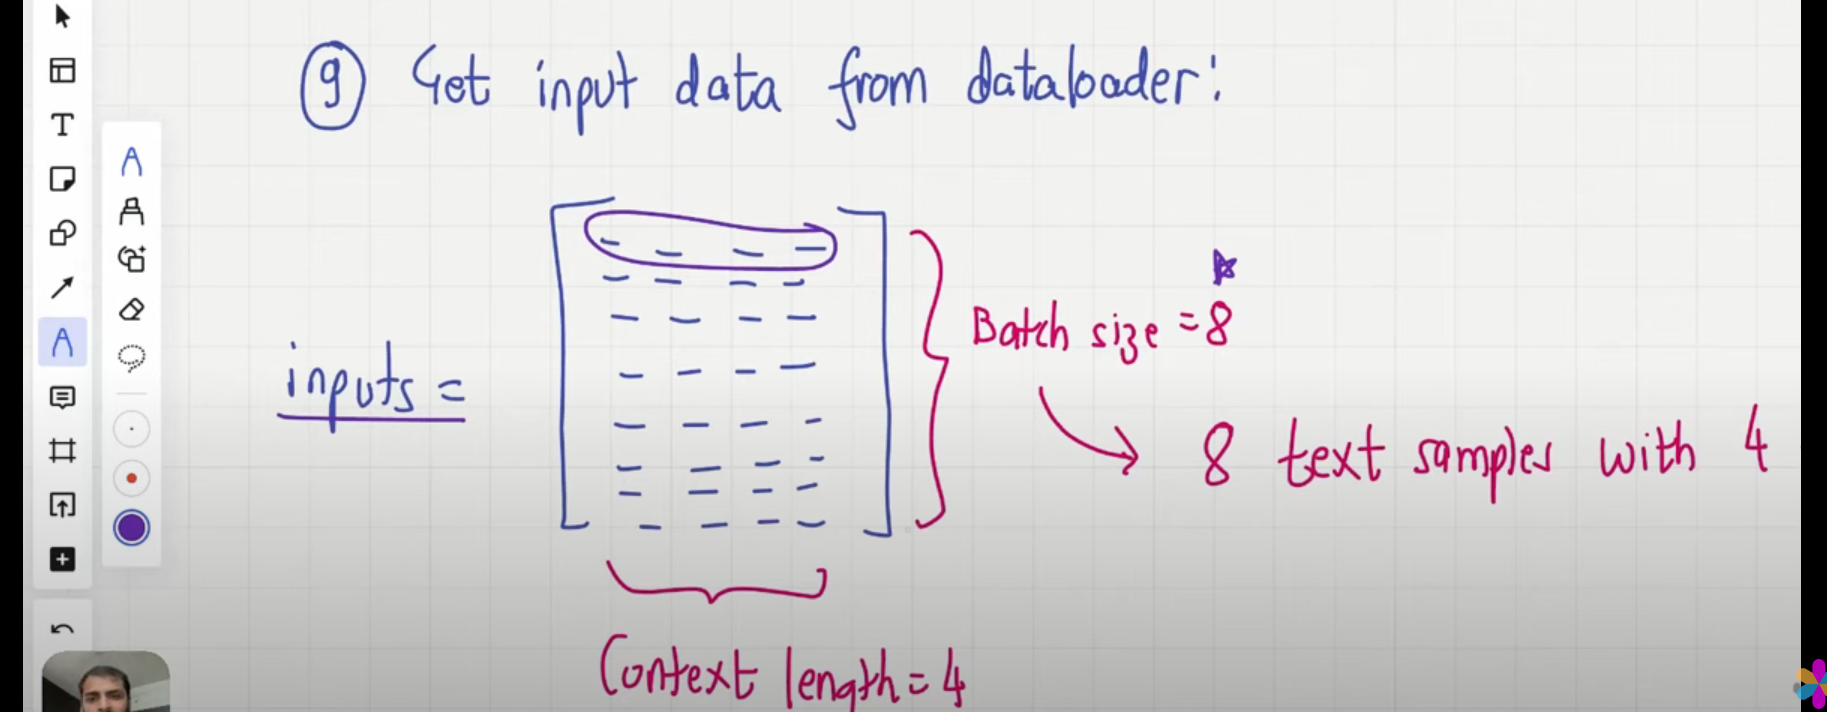 9 Get input data from dataloader:
inputs =
Batch size = 8
8 text samples with 4
Context length = 4
T